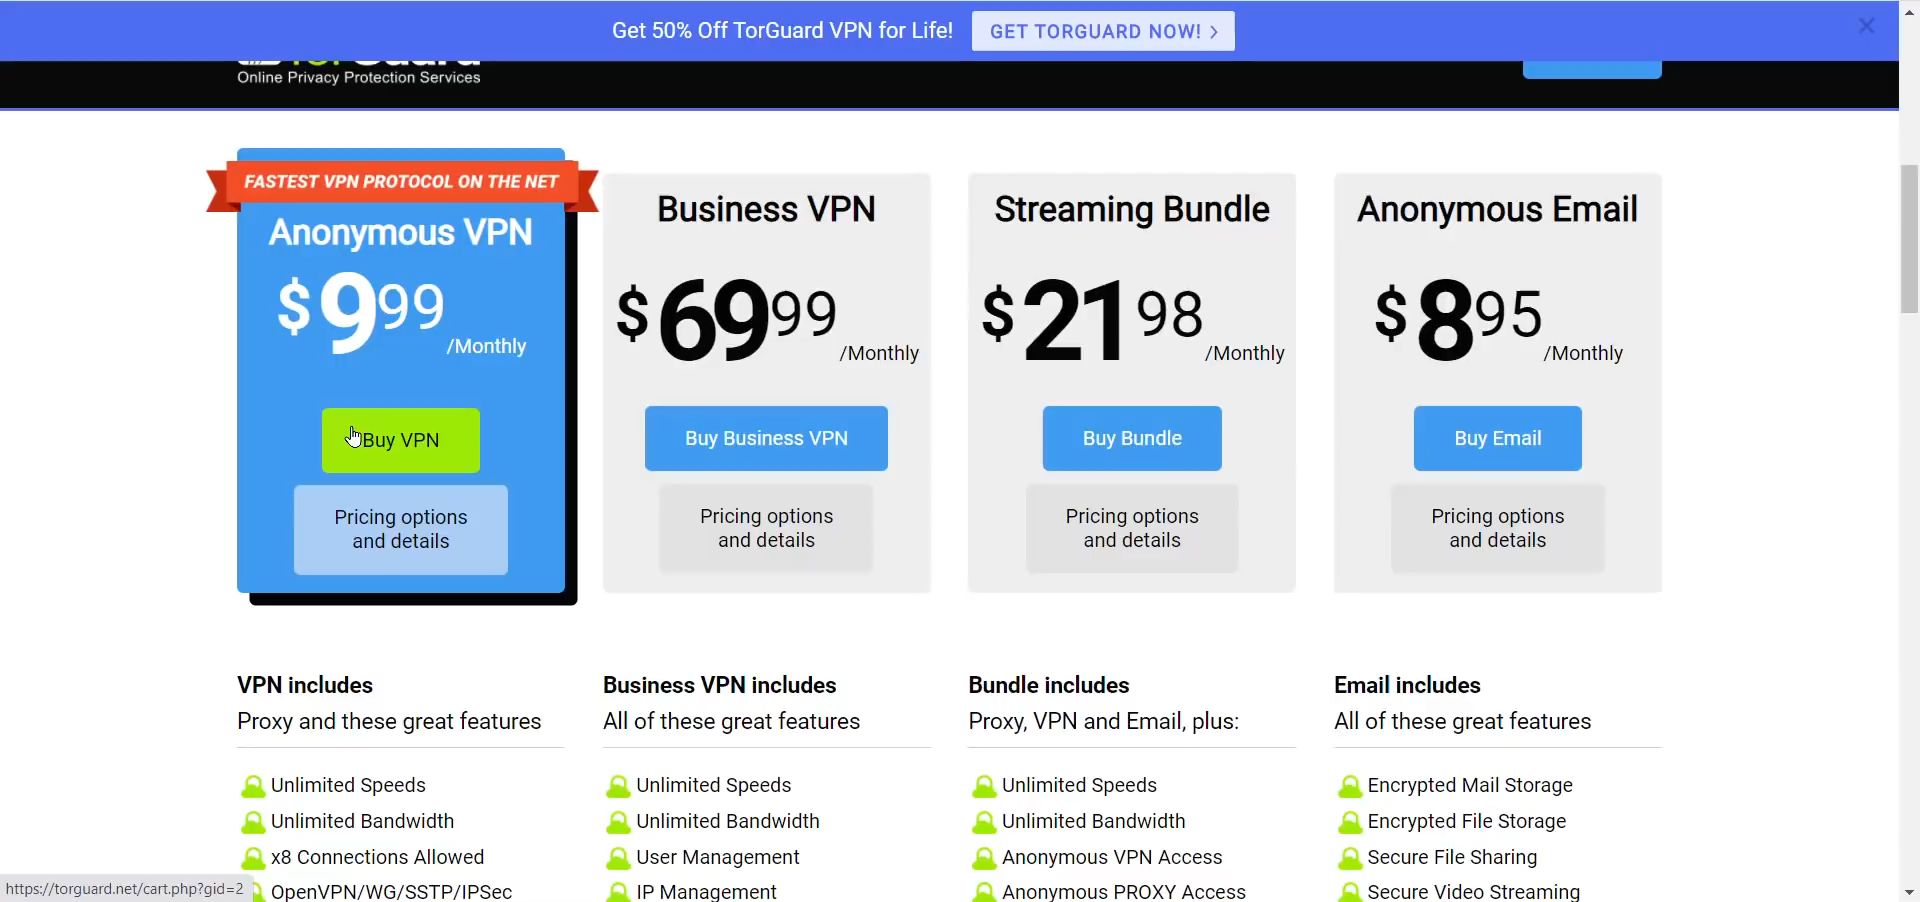 Get 50% Off TorGuard VPN for Life!
GET TORGUARD NOW!
Online Privacy Protection Services
FASTEST VPN PROTOCOL ON THE NET
Anonymous VPN
$999
/Monthly
Buy VPN
Pricing options
and details
Business VPN
$6999
/Monthly
Buy Business VPN
Pricing options
and details
Streaming Bundle
$2198
/Monthly
Buy Bundle
Pricing options
and details
Anonymous Email
$895
/Monthly
Buy Email
Pricing options
and details
VPN includes
Proxy and these great features
Unlimited Speeds
Unlimited Bandwidth
x8 Connections Allowed
OpenVPN/WG/SSTP/IPSec
Business VPN includes
All of these great features
Unlimited Speeds
Unlimited Bandwidth
User Management
IP Management
Bundle includes
Proxy, VPN and Email, plus:
Unlimited Speeds
Unlimited Bandwidth
Anonymous VPN Access
Anonymous PROXY Access
Email includes
All of these great features
Encrypted Mail Storage
Encrypted File Storage
Secure File Sharing
Secure Video Streaming
https://torguard.net/cart.php?gid=2